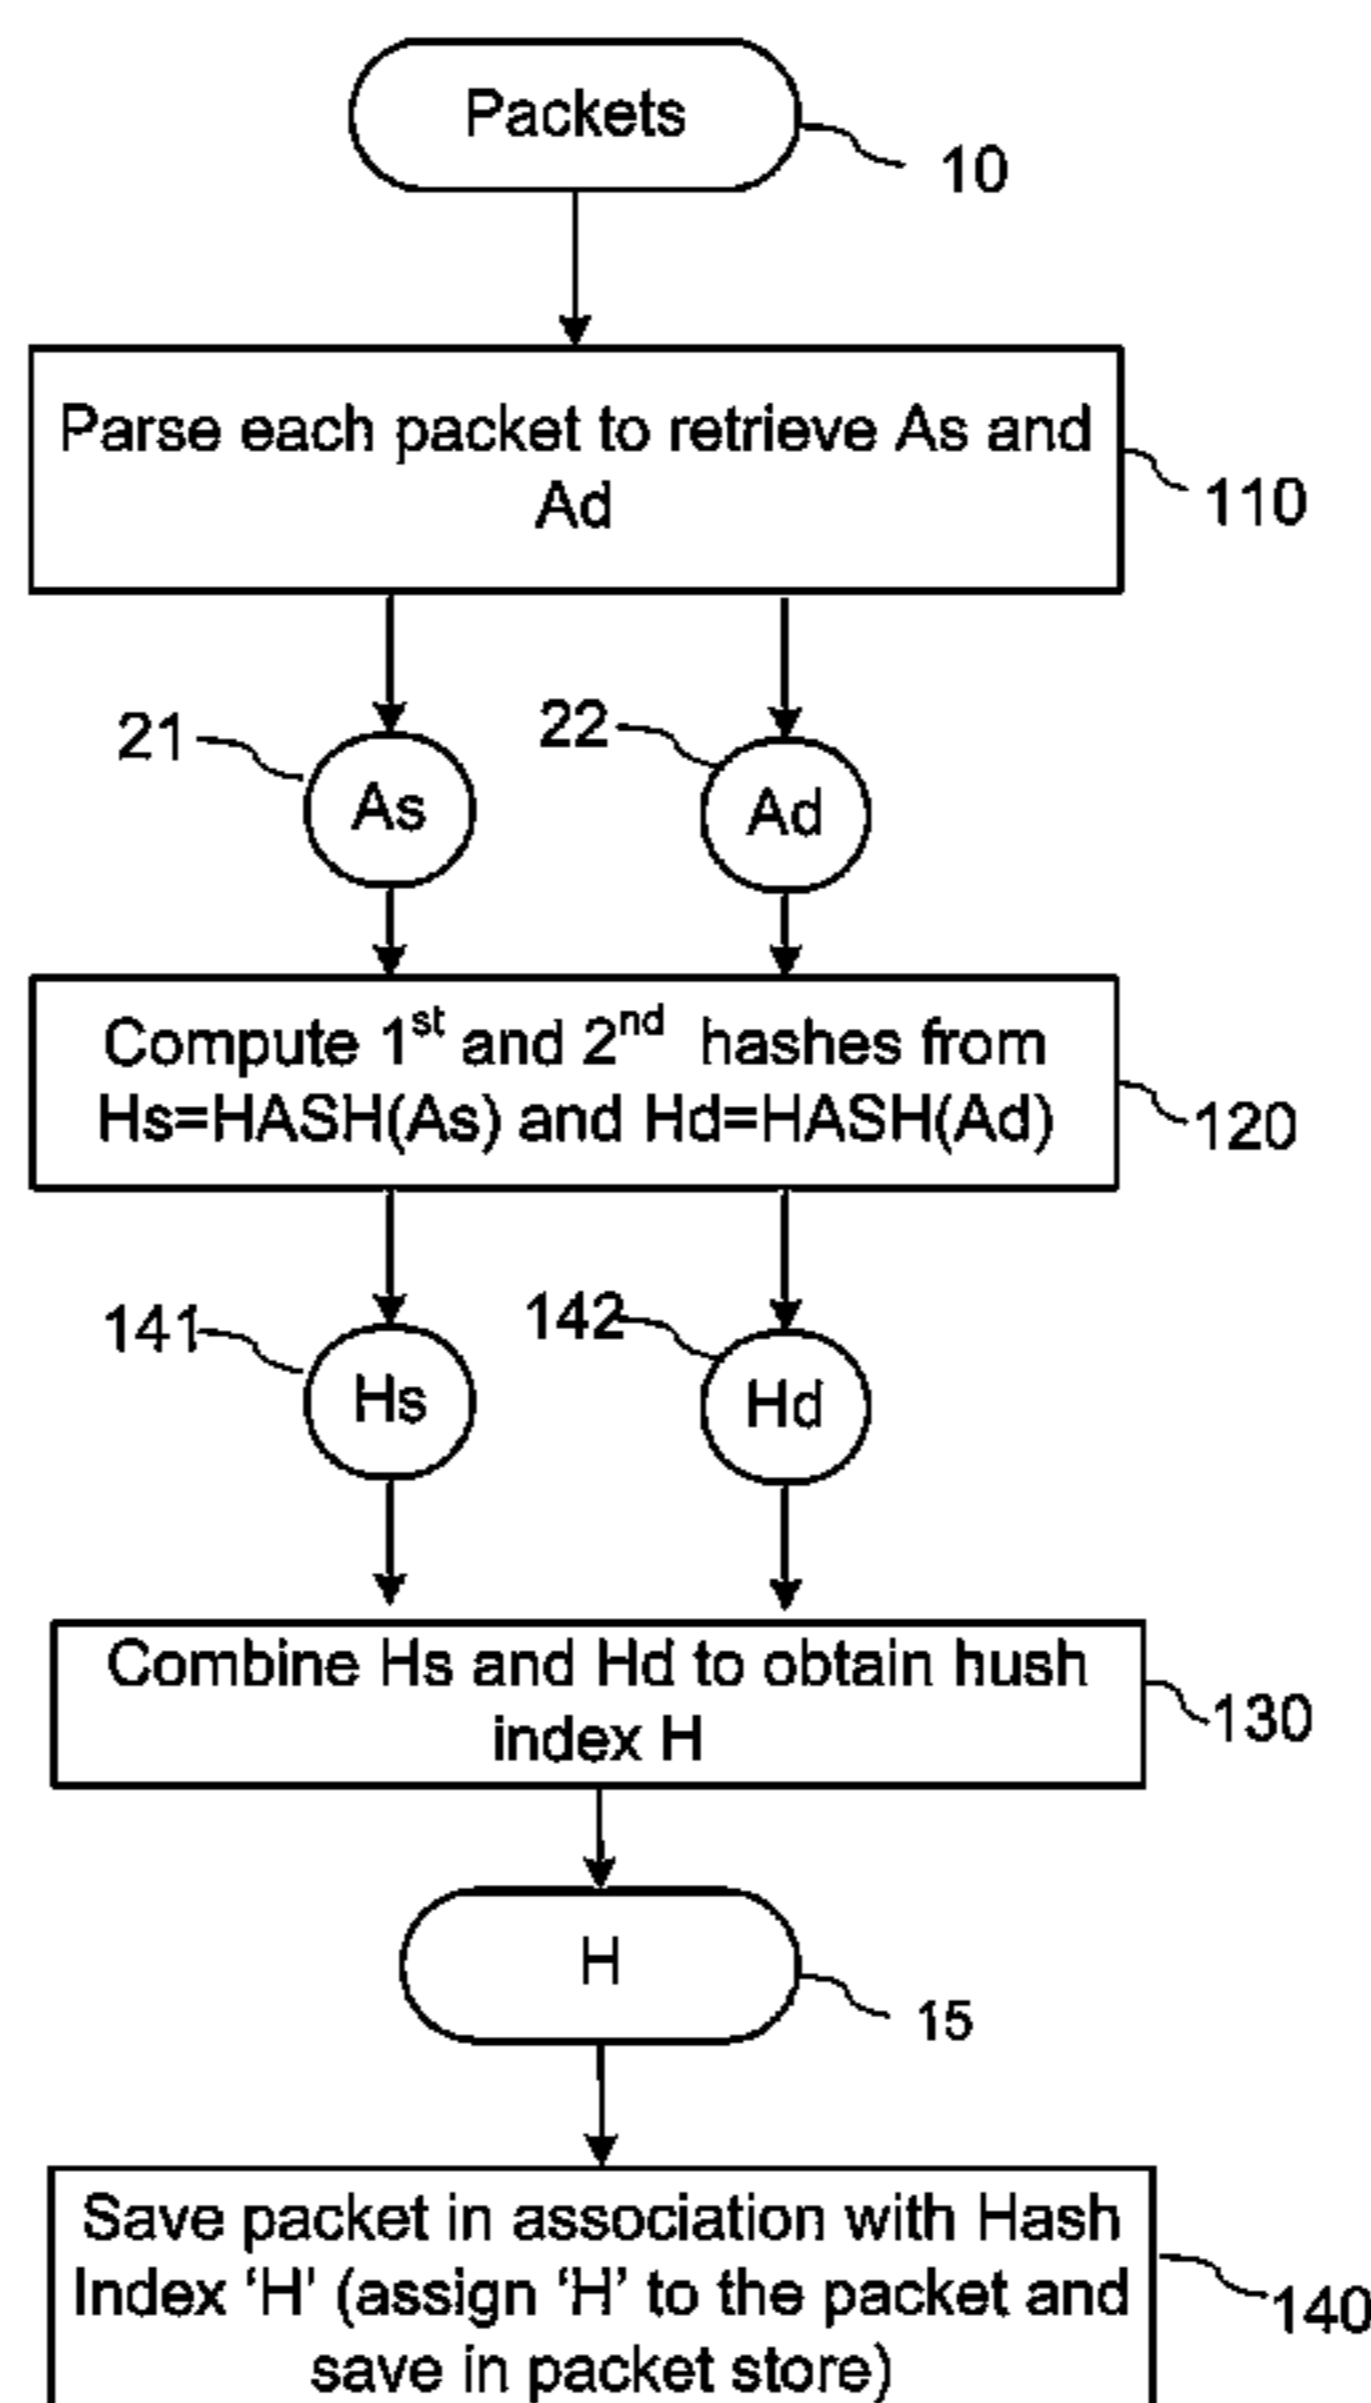 Packets
10
Parse each packet to retrieve As and
Ad
110
21
22
As
Ad
Compute 1st and 2nd hashes from
Hs=HASH(As) and Hd=HASH(Ad)
120
141
142
Hs
Hd
Combine Hs and Hd to obtain hush
index H
130
H
15
Save packet in association with Hash
Index ‘H’ (assign ‘H’ to the packet and
save in packet store)
140